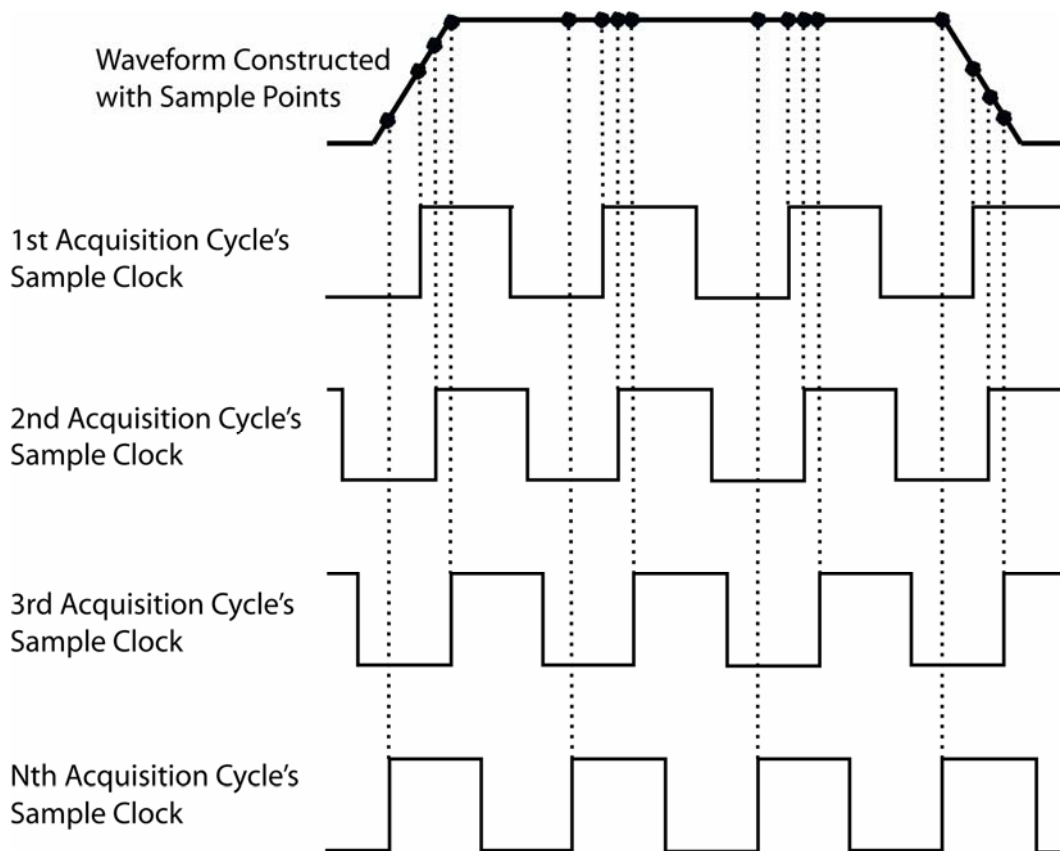 Waveform Constructed
with Sample Points
1st Acquisition Cycle's
Sample Clock
2nd Acquisition Cycle's
Sample Clock
3rd Acquisition Cycle's
Sample Clock
Nth Acquisition Cycle's
Sample Clock